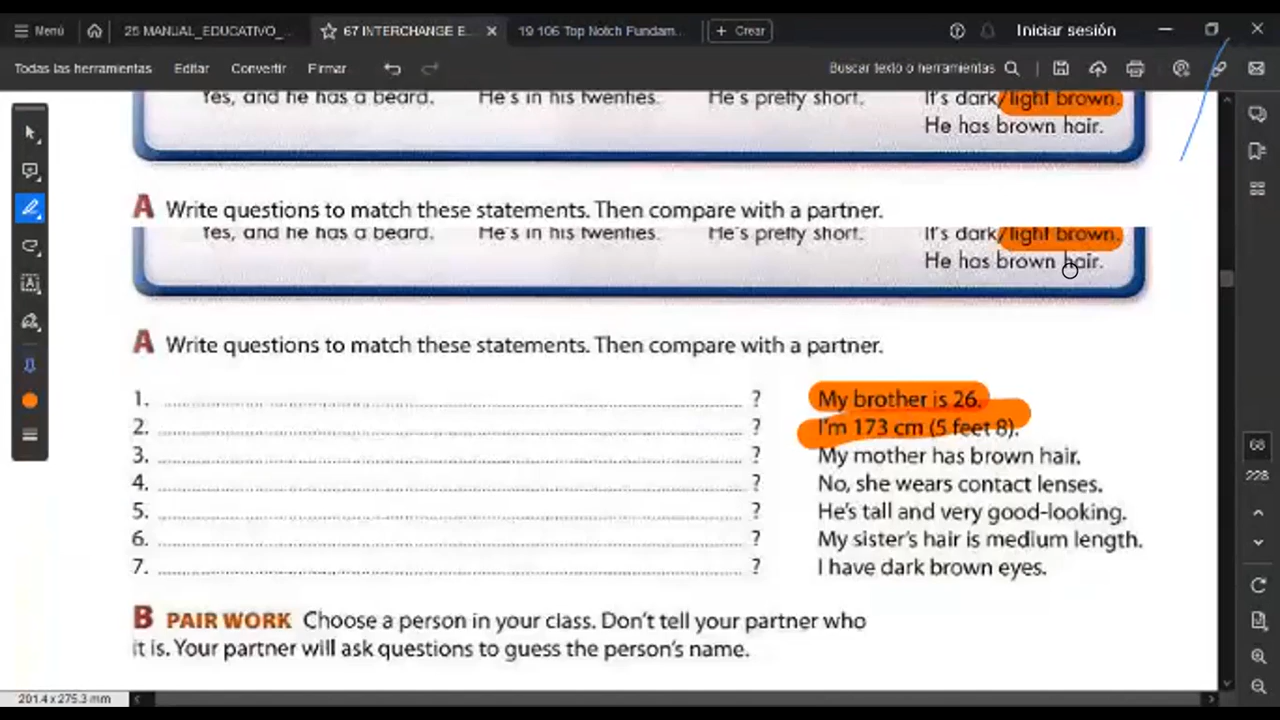 Menú 25 MANUAL_EDUCATIVO_... 67 INTERCHANGE E... 19 106 Top Notch Fundam... + Crear Iniciar sesión
Todas las herramientas Editar Convertir Firmar Buscar texto o herramientas
Yes, and he has a beard. He's in his twenties. He's pretty short. It's dark/light brown.
He has brown hair.
A Write questions to match these statements. Then compare with a partner.
Yes, and he has a beard. He's in his twenties. He's pretty short. It's dark/light brown.
He has brown hair.
A Write questions to match these statements. Then compare with a partner.
1. ? My brother is 26.
2. ? I'm 173 cm (5 feet 8).
3. ? My mother has brown hair.
4. ? No, she wears contact lenses.
5. ? He's tall and very good-looking.
6. ? My sister's hair is medium length.
7. ? I have dark brown eyes.
68
228
B PAIR WORK Choose a person in your class. Don't tell your partner who
it is. Your partner will ask questions to guess the person's name.
201.4 x 275.3 mm